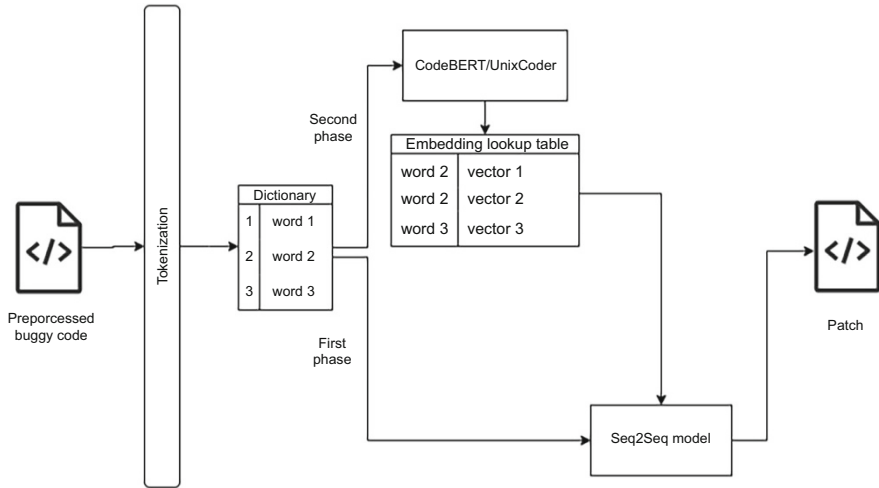 Preporcessed
buggy code
</>
Tokenization
Dictionary
1 word 1
2 word 2
3 word 3
Second
phase
First
phase
CodeBERT/UnixCoder
Embedding lookup table
word 2 vector 1
word 2 vector 2
word 3 vector 3
Seq2Seq model
</>
Patch